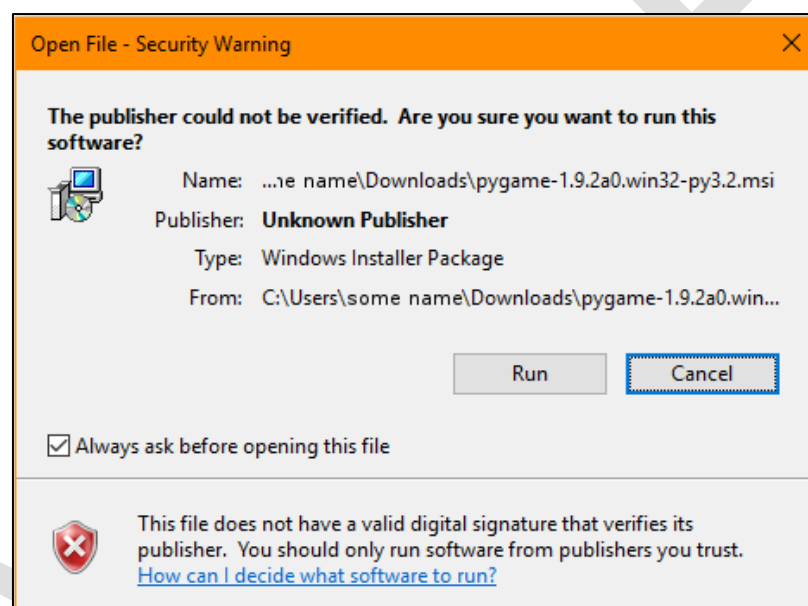 Open File - Security Warning
The publisher could not be verified. Are you sure you want to run this
software?
Name: ...ne name\Downloads\pygame-1.9.2a0.win32-py3.2.msi
Publisher: Unknown Publisher
Type: Windows Installer Package
From: C:\Users\some name\Downloads\pygame-1.9.2a0.win...
Run Cancel
Always ask before opening this file
This file does not have a valid digital signature that verifies its
publisher. You should only run software from publishers you trust.
How can I decide what software to run?